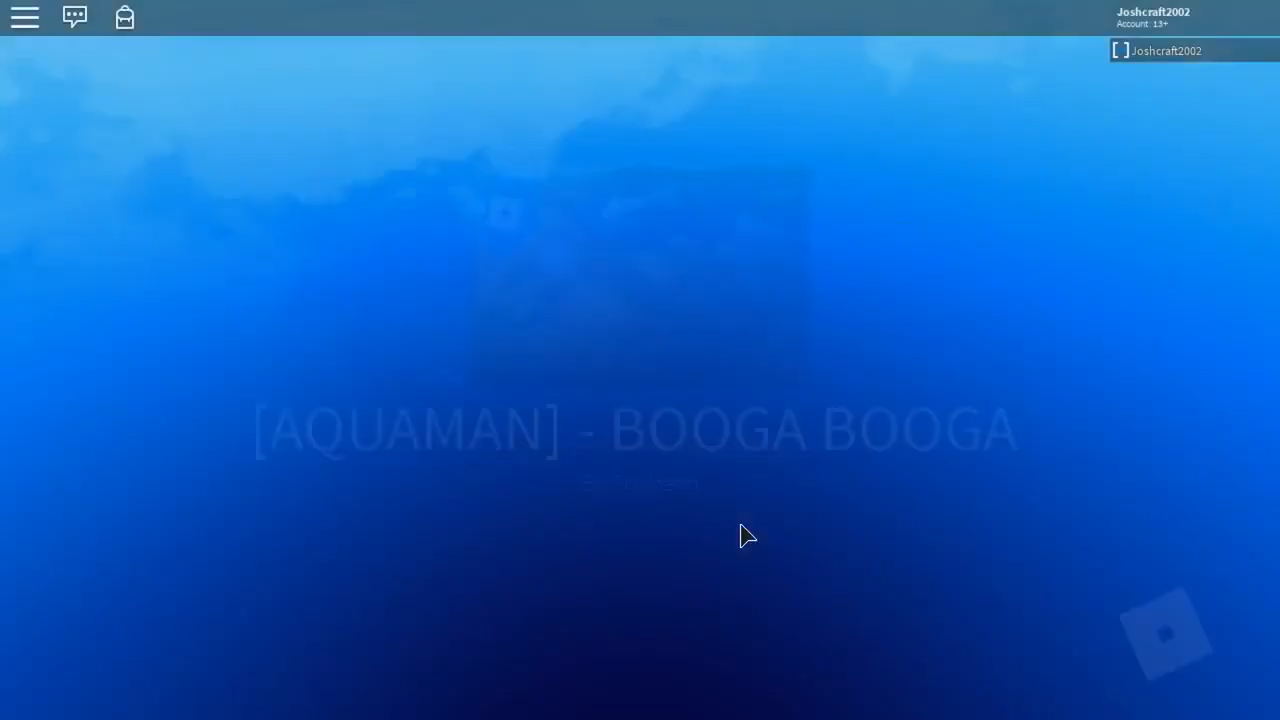 Joshcraft2002
Account: 13+
[ ] Joshcraft2002
[AQUAMAN] - BOOGA BOOGA